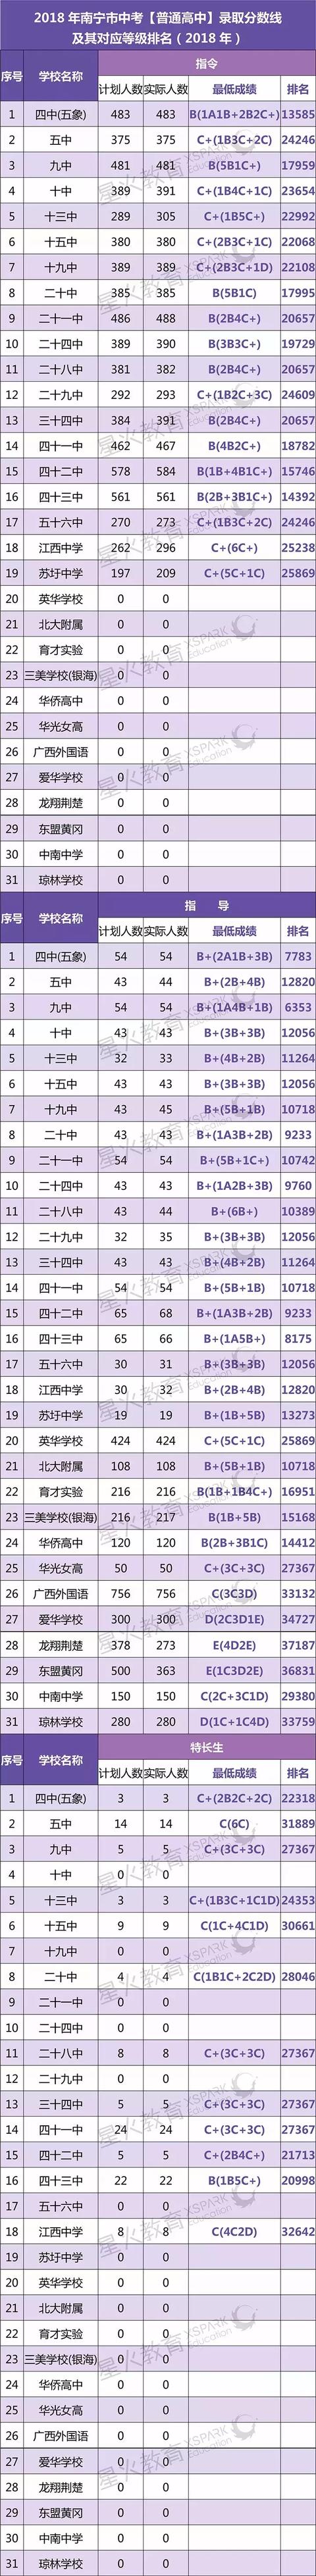 2018 年南宁市中考【普通高中】录取分数线
及其对应等级排名（2018 年）
序号 学校名称 指令
计划人数 实际人数 最低成绩 排名
1 四中(五象) 483 483 B(1A1B+2B2C+) 13585
2 五中 375 375 C+(1B3C+2C) 24246
3 九中 481 481 B(5B1C+) 17959
4 十中 389 391 C+(1B4C+1C) 23654
5 十三中 289 305 C+(1B5C+) 22992
6 十五中 380 380 C+(2B3C+1C) 22068
7 十九中 389 389 C+(2B3C+1D) 22108
8 二十中 385 385 B(5B1C) 17995
9 二十一中 486 488 B(2B4C+) 20657
10 二十四中 389 390 B(3B3C+) 19729
11 二十八中 381 382 B(2B4C+) 20657
12 二十九中 292 293 C+(1B2C+3C) 24609
13 三十四中 384 391 B(2B4C+) 20657
14 四十一中 462 467 B(4B2C+) 18782
15 四十二中 578 584 B(1B+4B1C+) 15746
16 四十三中 561 561 B(2B+3B1C+) 14392
17 五十六中 270 273 C+(1B3C+2C) 24246
18 江西中学 262 296 C+(6C+) 25238
19 苏圩中学 197 209 C+(5C+1C) 25869
20 英华学校 0 0
21 北大附属 0 0
22 育才实验 0 0
23 三美学校(银海) 0 0
24 华侨高中 0 0
25 华光女高 0 0
26 广西外国语 0 0
27 爱华学校 0 0
28 龙翔荆楚 0 0
29 东盟黄冈 0 0
30 中南中学 0 0
31 琼林学校 0 0
序号 学校名称 指 导
计划人数 实际人数 最低成绩 排名
1 四中(五象) 54 54 B+(2A1B+3B) 7783
2 五中 43 44 B+(2B+4B) 12820
3 九中 54 54 B+(1A4B+1B) 6353
4 十中 43 43 B+(3B+3B) 12056
5 十三中 32 33 B+(4B+2B) 11264
6 十五中 43 43 B+(3B+3B) 12056
7 十九中 43 45 B+(5B+1B) 10718
8 二十中 43 43 B+(1A3B+2B) 9233
9 二十一中 54 54 B+(5B+1C+) 10742
10 二十四中 43 43 B+(1A2B+3B) 9760
11 二十八中 43 44 B+(6B+) 10389
12 二十九中 32 35 B+(3B+3B) 12056
13 三十四中 43 43 B+(4B+2B) 11264
14 四十一中 54 54 B+(5B+1B) 10718
15 四十二中 65 68 B+(1A3B+2B) 9233
16 四十三中 65 66 B+(1A5B+) 8175
17 五十六中 30 31 B+(3B+3B) 12056
18 江西中学 30 32 B+(2B+4B) 12820
19 苏圩中学 19 19 B+(1B+5B) 13273
20 英华学校 424 424 C+(5C+1C) 25869
21 北大附属 108 108 B+(5B+1B) 10718
22 育才实验 216 216 B(1B+1B4C+) 16951
23 三美学校(银海) 216 217 B(1B+5B) 15168
24 华侨高中 120 120 B(2B+3B1C) 14412
25 华光女高 50 50 C+(3C+3C) 27367
26 广西外国语 756 756 C(3C3D) 33132
27 爱华学校 300 300 D(2C3D1E) 34727
28 龙翔荆楚 378 273 E(4D2E) 37187
29 东盟黄冈 500 363 E(1C3D2E) 36831
30 中南中学 150 150 C(2C+3C1D) 29380
31 琼林学校 280 280 D(1C+1C4D) 33759
序号 学校名称 特长生
计划人数 实际人数 最低成绩 排名
1 四中(五象) 3 3 C+(2B2C+2C) 22318
2 五中 14 14 C(6C) 31889
3 九中 5 5 C+(3C+3C) 27367
4 十中 0 0
5 十三中 3 3 C+(1B3C+1C1D) 24353
6 十五中 9 9 C(1C+4C1D) 30661
7 十九中 0 0
8 二十中 4 4 C(1B1C+2C2D) 28046
9 二十一中 0 0
10 二十四中 0 0
11 二十八中 8 8 C+(3C+3C) 27367
12 二十九中 0 0
13 三十四中 5 5 C+(3C+3C) 27367
14 四十一中 24 24 C+(3C+3C) 27367
15 四十二中 5 5 C+(2B4C+) 21713
16 四十三中 22 22 B(1B5C+) 20998
17 五十六中 0 0
18 江西中学 8 8 C(4C2D) 32642
19 苏圩中学 0 0
20 英华学校 0 0
21 北大附属 0 0
22 育才实验 0 0
23 三美学校(银海) 0 0
24 华侨高中 0 0
25 华光女高 0 0
26 广西外国语 0 0
27 爱华学校 0 0
28 龙翔荆楚 0 0
29 东盟黄冈 0 0
30 中南中学 0 0
31 琼林学校 0 0
星火教育 XSPARK Education